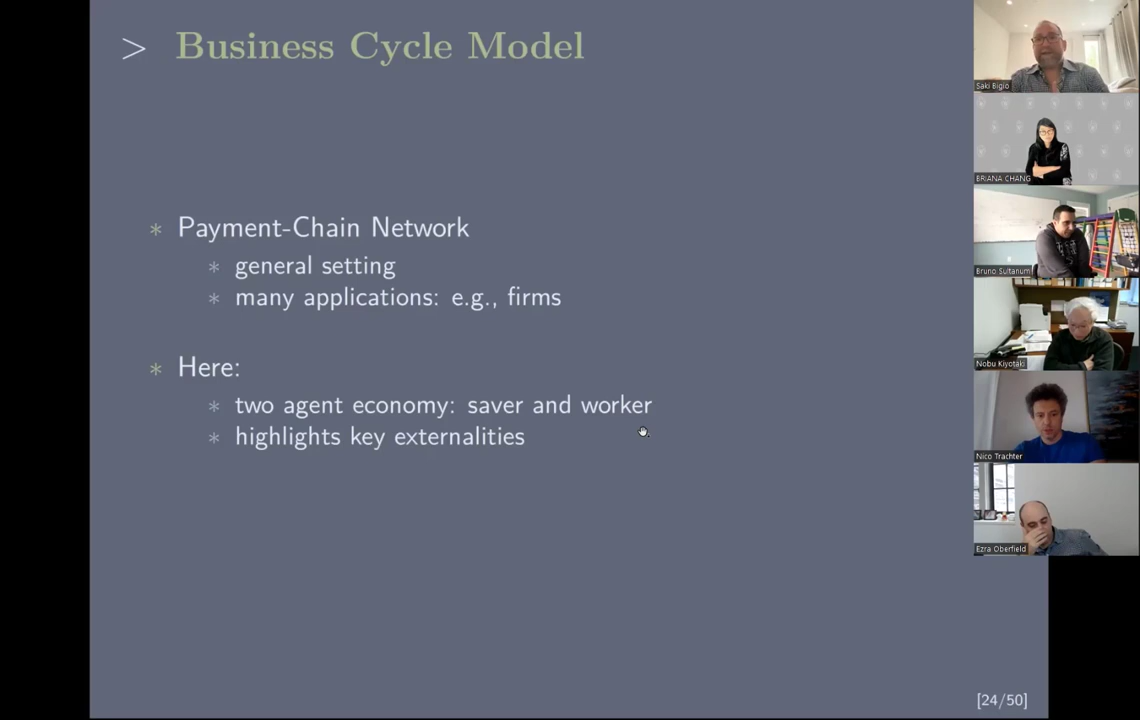 > Business Cycle Model
* Payment-Chain Network
* general setting
* many applications: e.g., firms
* Here:
* two agent economy: saver and worker
* highlights key externalities
[24/50]
Saki Bigio
BRIANA CHANG
Bruno Sultanum
Nobu Kiyotaki
Nico Trachter
Ezra Oberfield